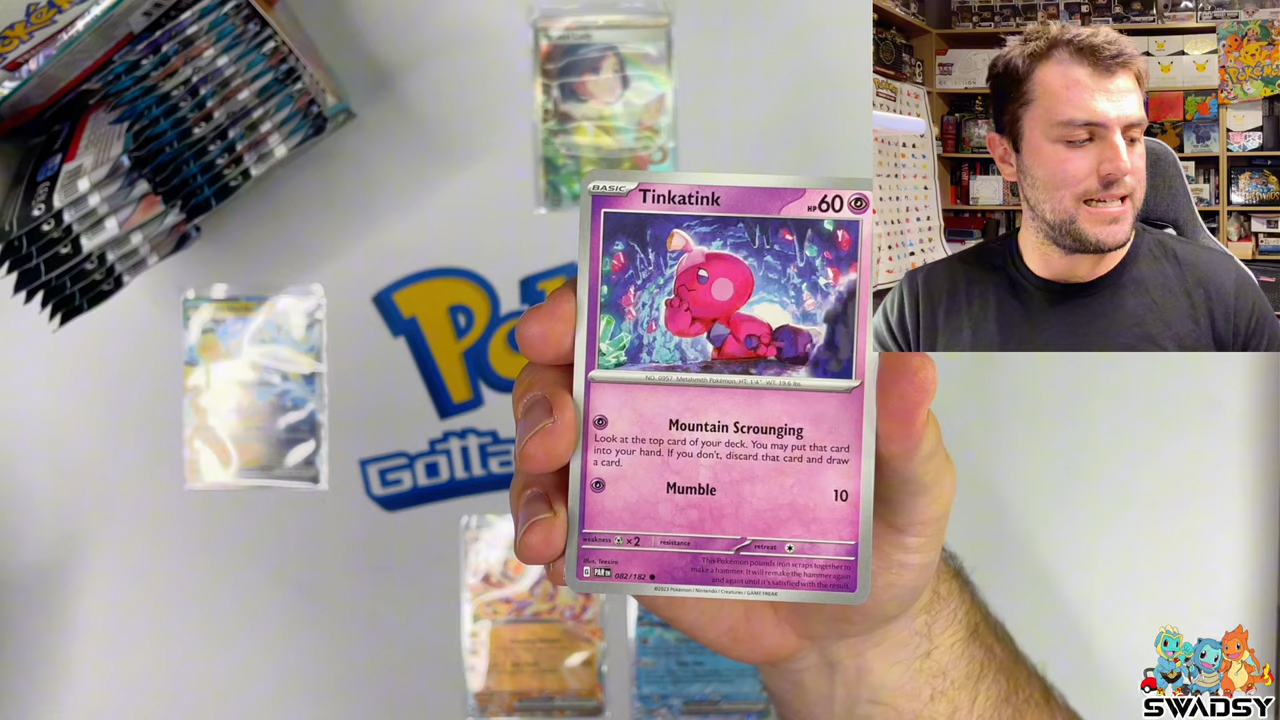 BASIC
Tinkatink
HP 60
NO. 0957 Metalsmith Pokémon HT: 1'4" WT: 19.6 lbs.
Mountain Scrounging
Look at the top card of your deck. You may put that card
into your hand. If you don't, discard that card and draw
a card.
Mumble 10
weakness ×2 resistance retreat
Illus. Teeziro
This Pokémon pounds iron scraps together to
make a hammer. It will remake the hammer again
and again until it's satisfied with the result.
G PAR EN 082/182
©2023 Pokémon / Nintendo / Creatures / GAME FREAK
Gotta
Pokémon
SWADSY